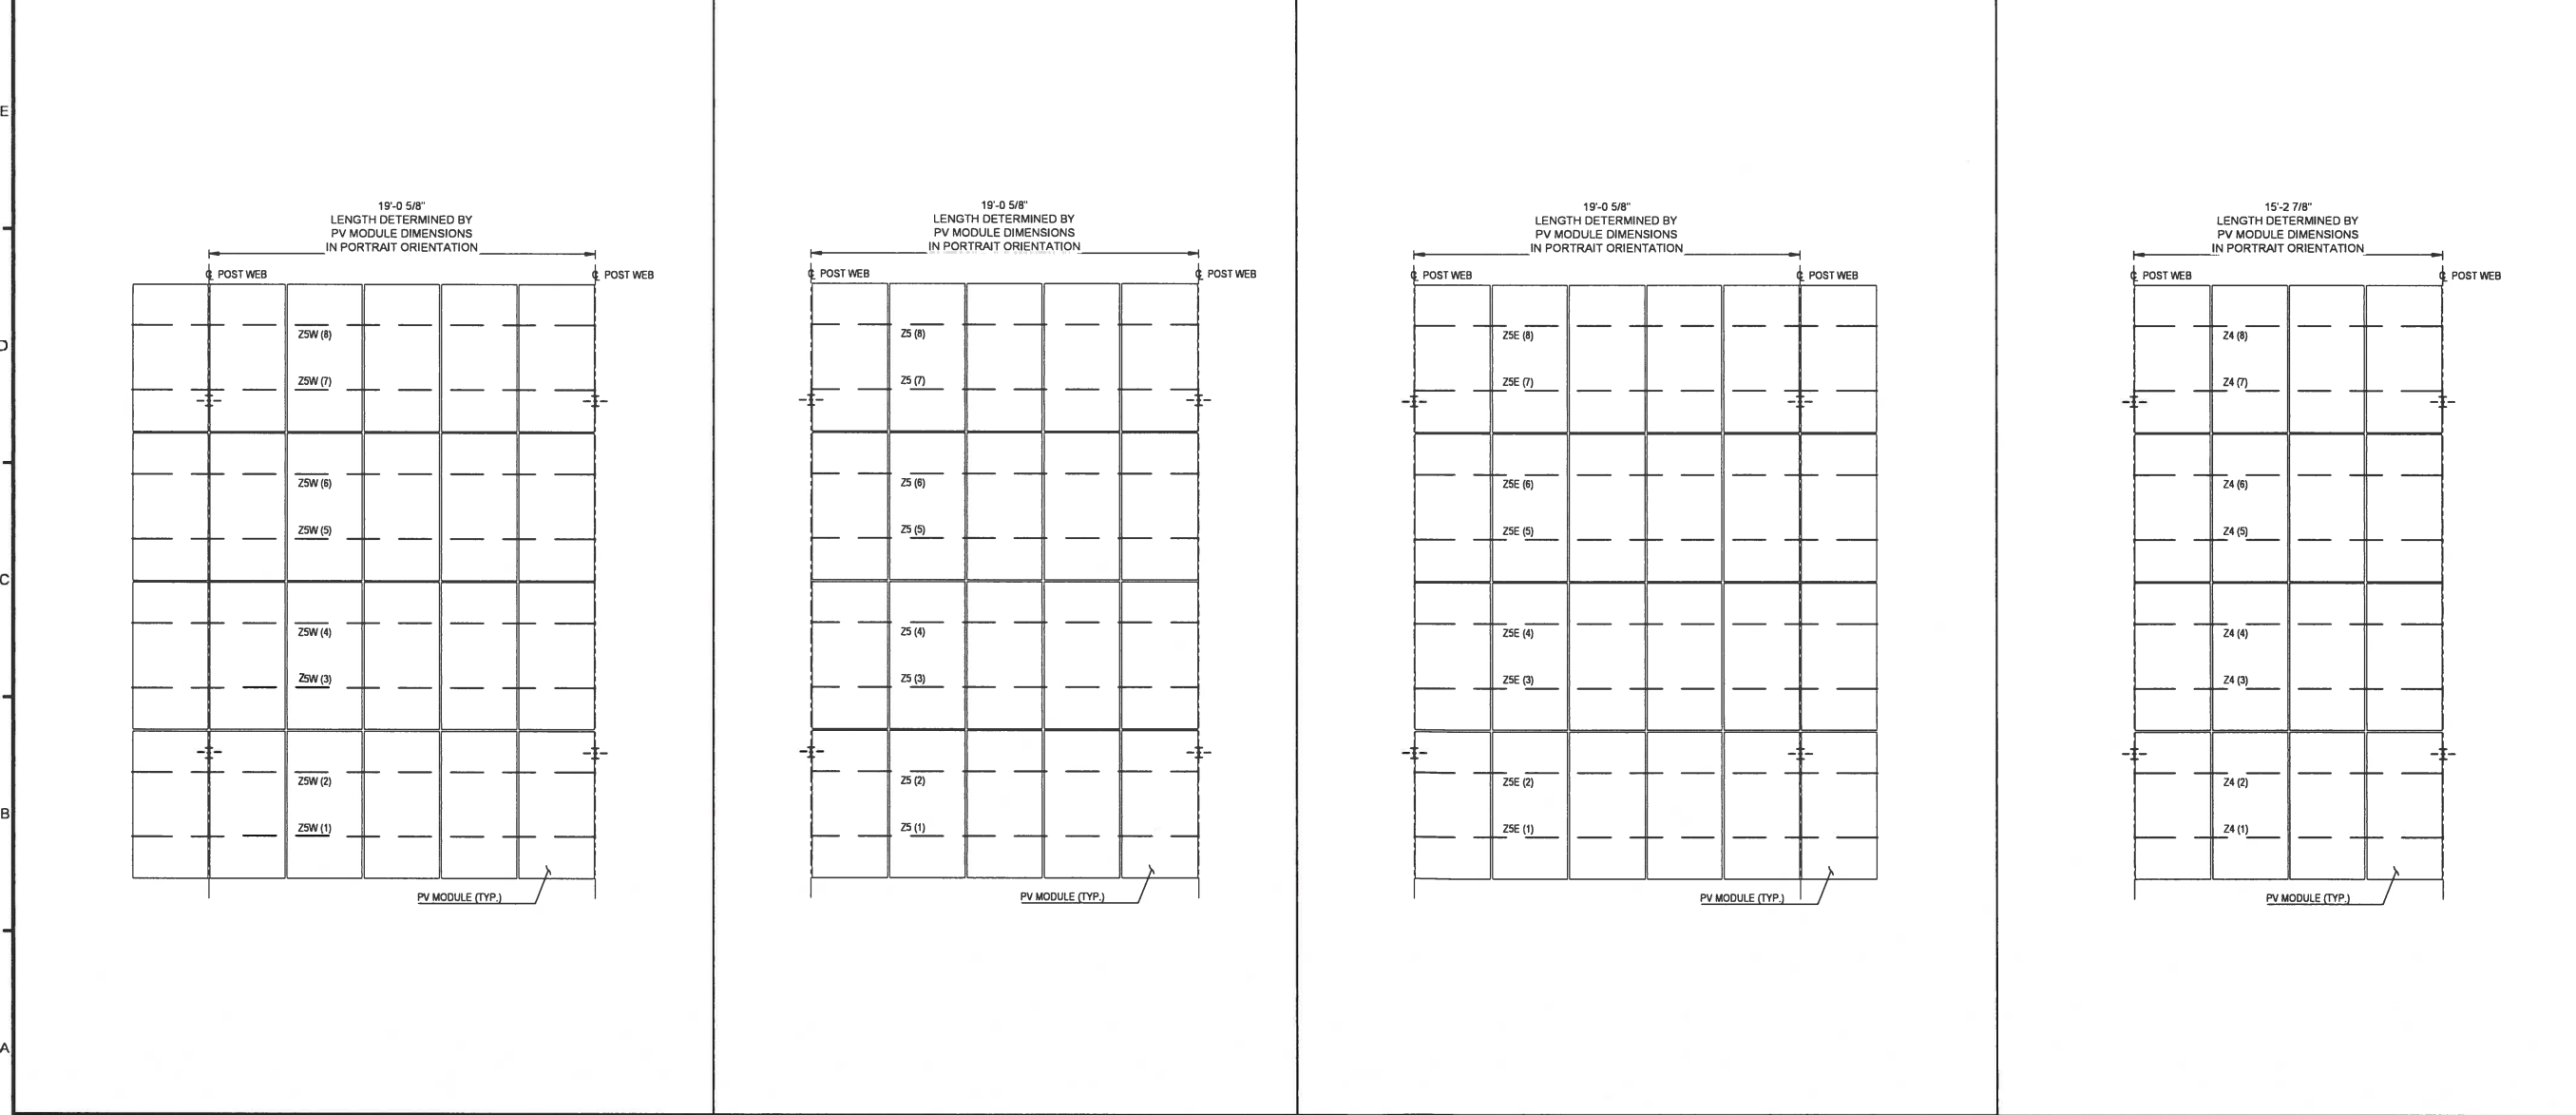 E
D
C
B
A
19'-0 5/8"
LENGTH DETERMINED BY
PV MODULE DIMENSIONS
IN PORTRAIT ORIENTATION
℄ POST WEB
℄ POST WEB
Z5W (8)
Z5W (7)
Z5W (6)
Z5W (5)
Z5W (4)
Z5W (3)
Z5W (2)
Z5W (1)
PV MODULE (TYP.)
19'-0 5/8"
LENGTH DETERMINED BY
PV MODULE DIMENSIONS
IN PORTRAIT ORIENTATION
℄ POST WEB
℄ POST WEB
Z5 (8)
Z5 (7)
Z5 (6)
Z5 (5)
Z5 (4)
Z5 (3)
Z5 (2)
Z5 (1)
PV MODULE (TYP.)
19'-0 5/8"
LENGTH DETERMINED BY
PV MODULE DIMENSIONS
IN PORTRAIT ORIENTATION
℄ POST WEB
℄ POST WEB
Z5E (8)
Z5E (7)
Z5E (6)
Z5E (5)
Z5E (4)
Z5E (3)
Z5E (2)
Z5E (1)
PV MODULE (TYP.)
15'-2 7/8"
LENGTH DETERMINED BY
PV MODULE DIMENSIONS
IN PORTRAIT ORIENTATION
℄ POST WEB
℄ POST WEB
Z4 (8)
Z4 (7)
Z4 (6)
Z4 (5)
Z4 (4)
Z4 (3)
Z4 (2)
Z4 (1)
PV MODULE (TYP.)